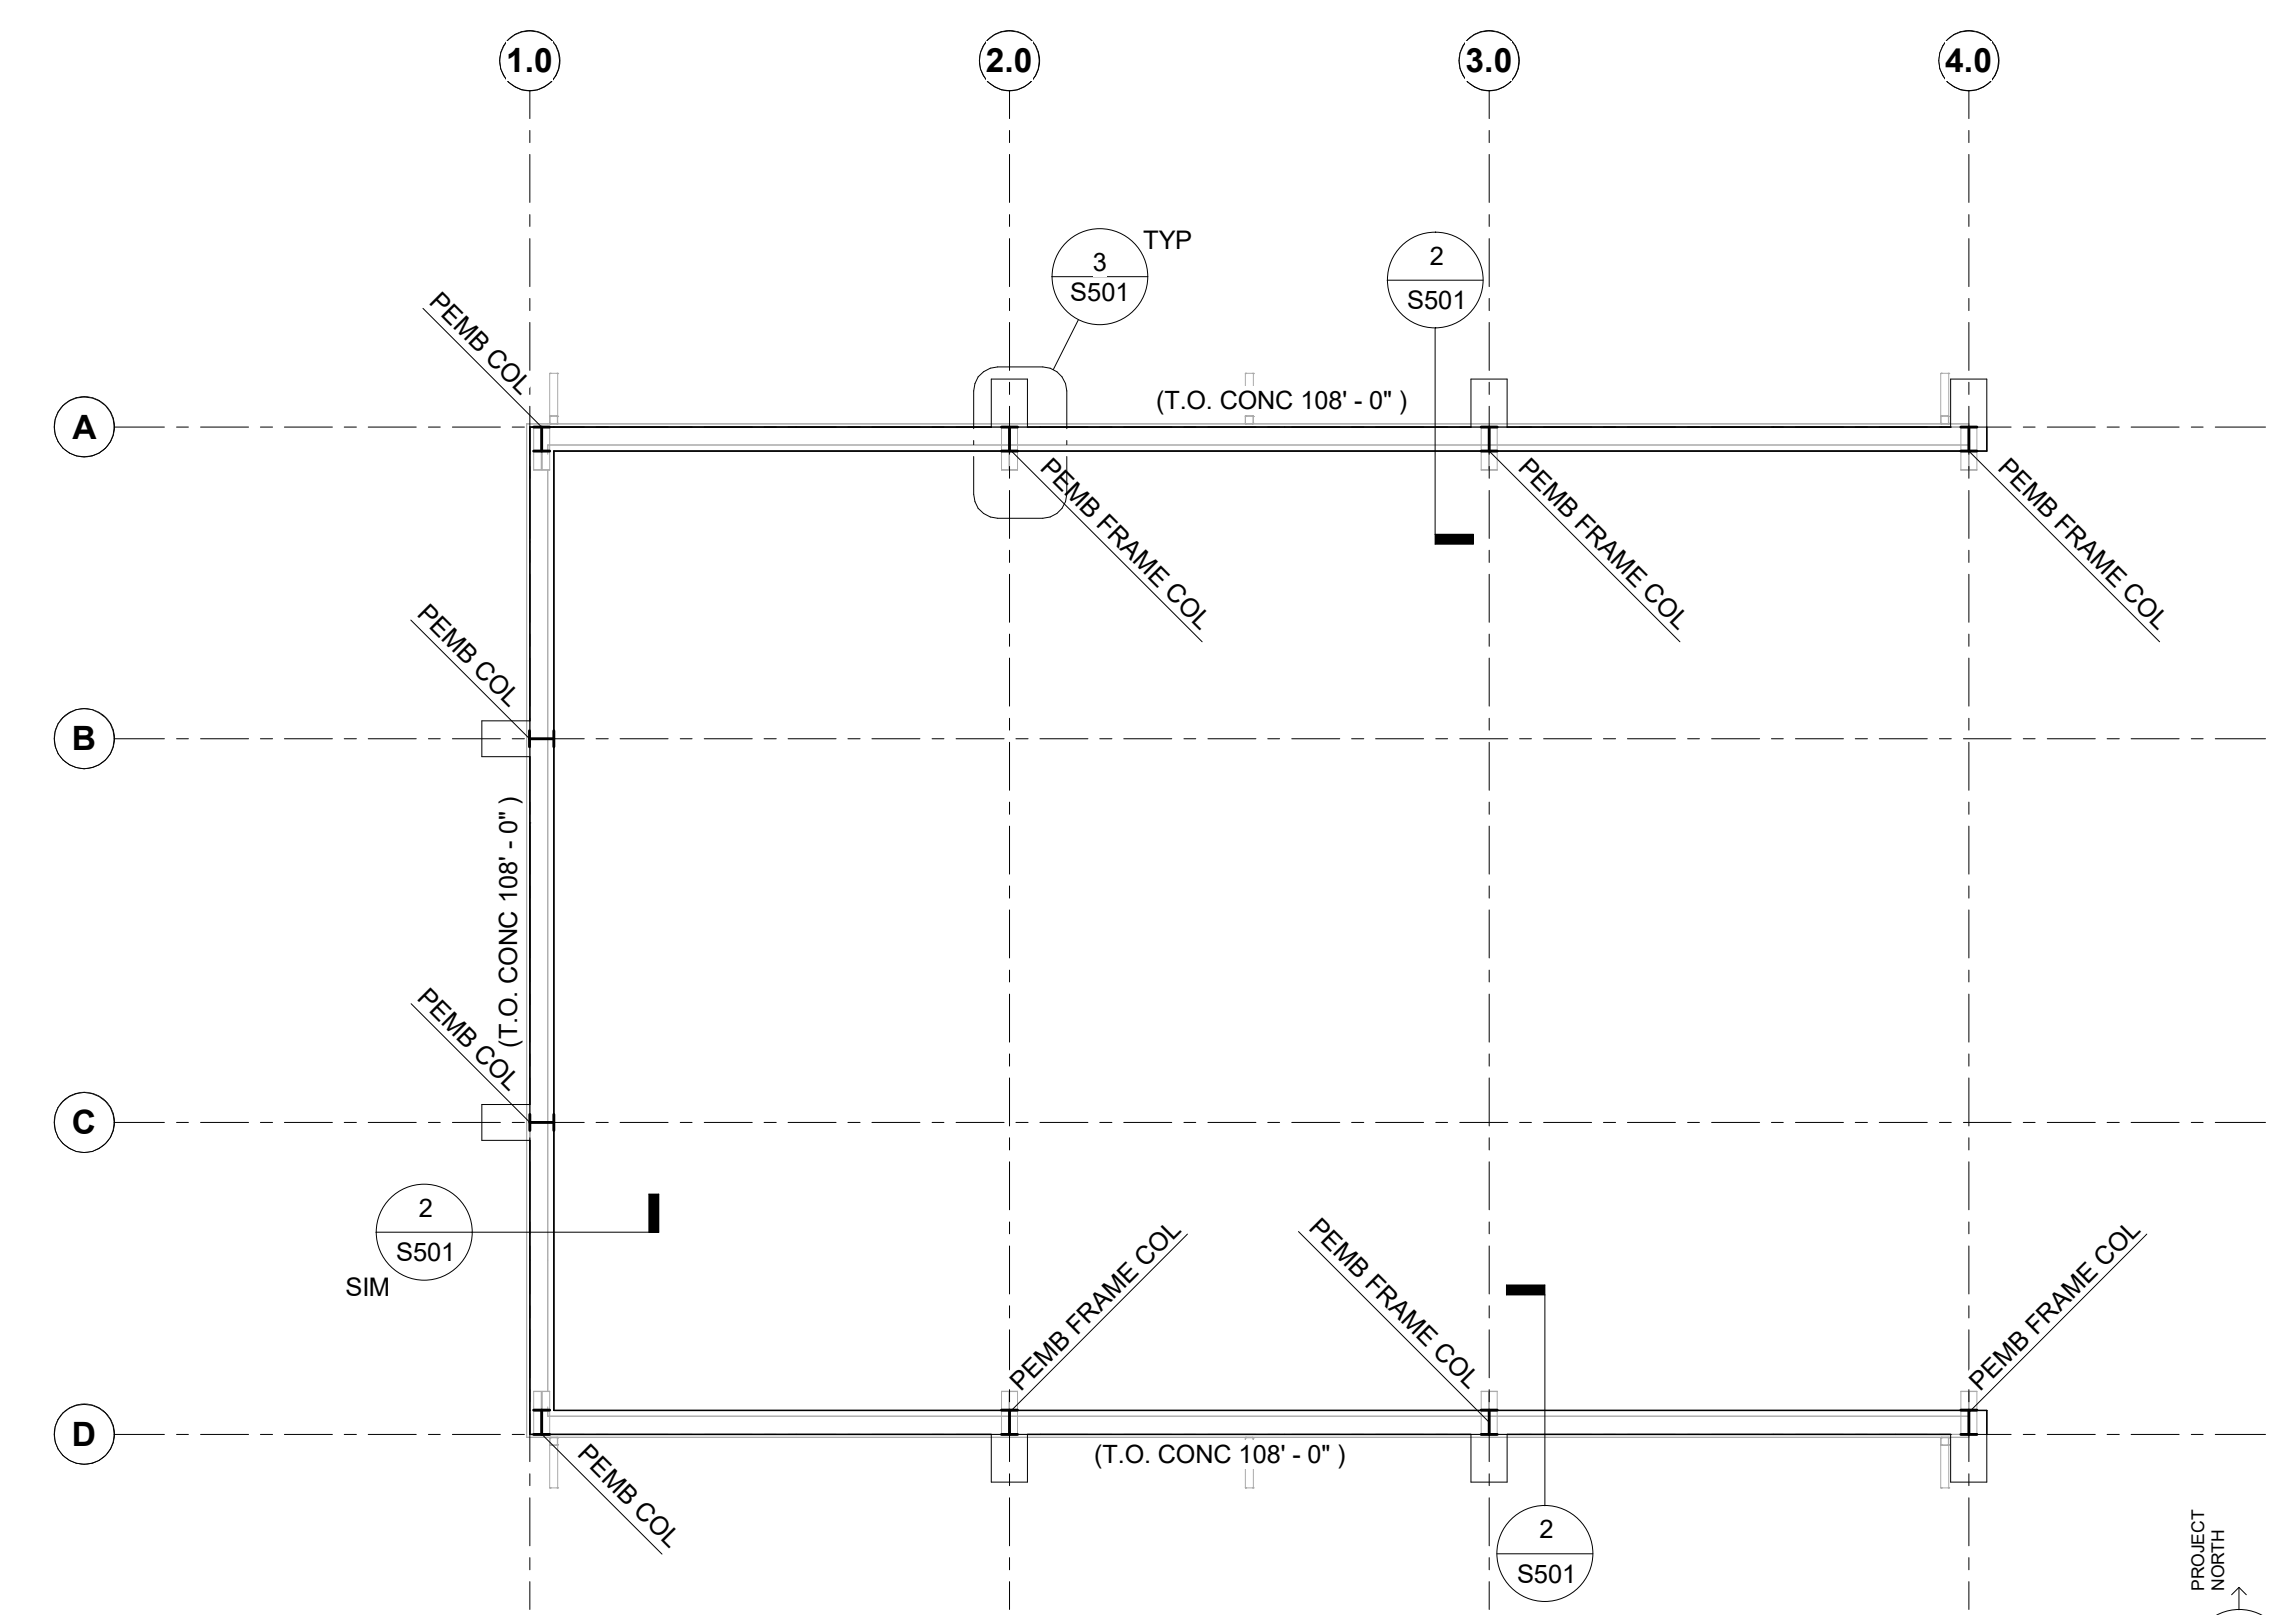 1.0
2.0
3.0
4.0
3
S501
TYP
2
S501
PEMB COL
(T.O. CONC 108' - 0" )
A
PEMB FRAME COL
PEMB FRAME COL
PEMB FRAME COL
PEMB COL
B
(T.O. CONC 108' - 0" )
PEMB COL
C
2
S501
SIM
PEMB FRAME COL
PEMB FRAME COL
PEMB FRAME COL
D
(T.O. CONC 108' - 0" )
PEMB COL
2
S501
PROJECT
NORTH